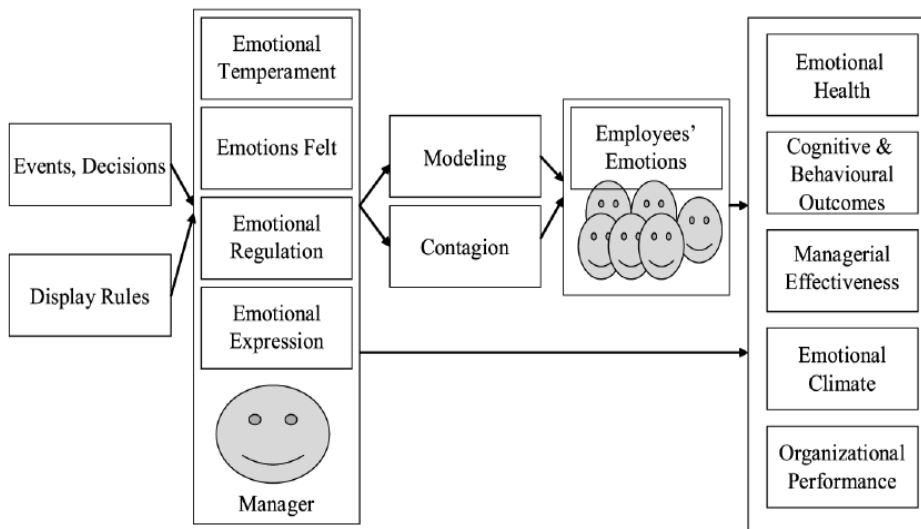 Events, Decisions
Display Rules
Emotional
Temperament
Emotions Felt
Emotional
Regulation
Emotional
Expression
Manager
Modeling
Contagion
Employees’
Emotions
Emotional
Health
Cognitive &
Behavioural
Outcomes
Managerial
Effectiveness
Emotional
Climate
Organizational
Performance